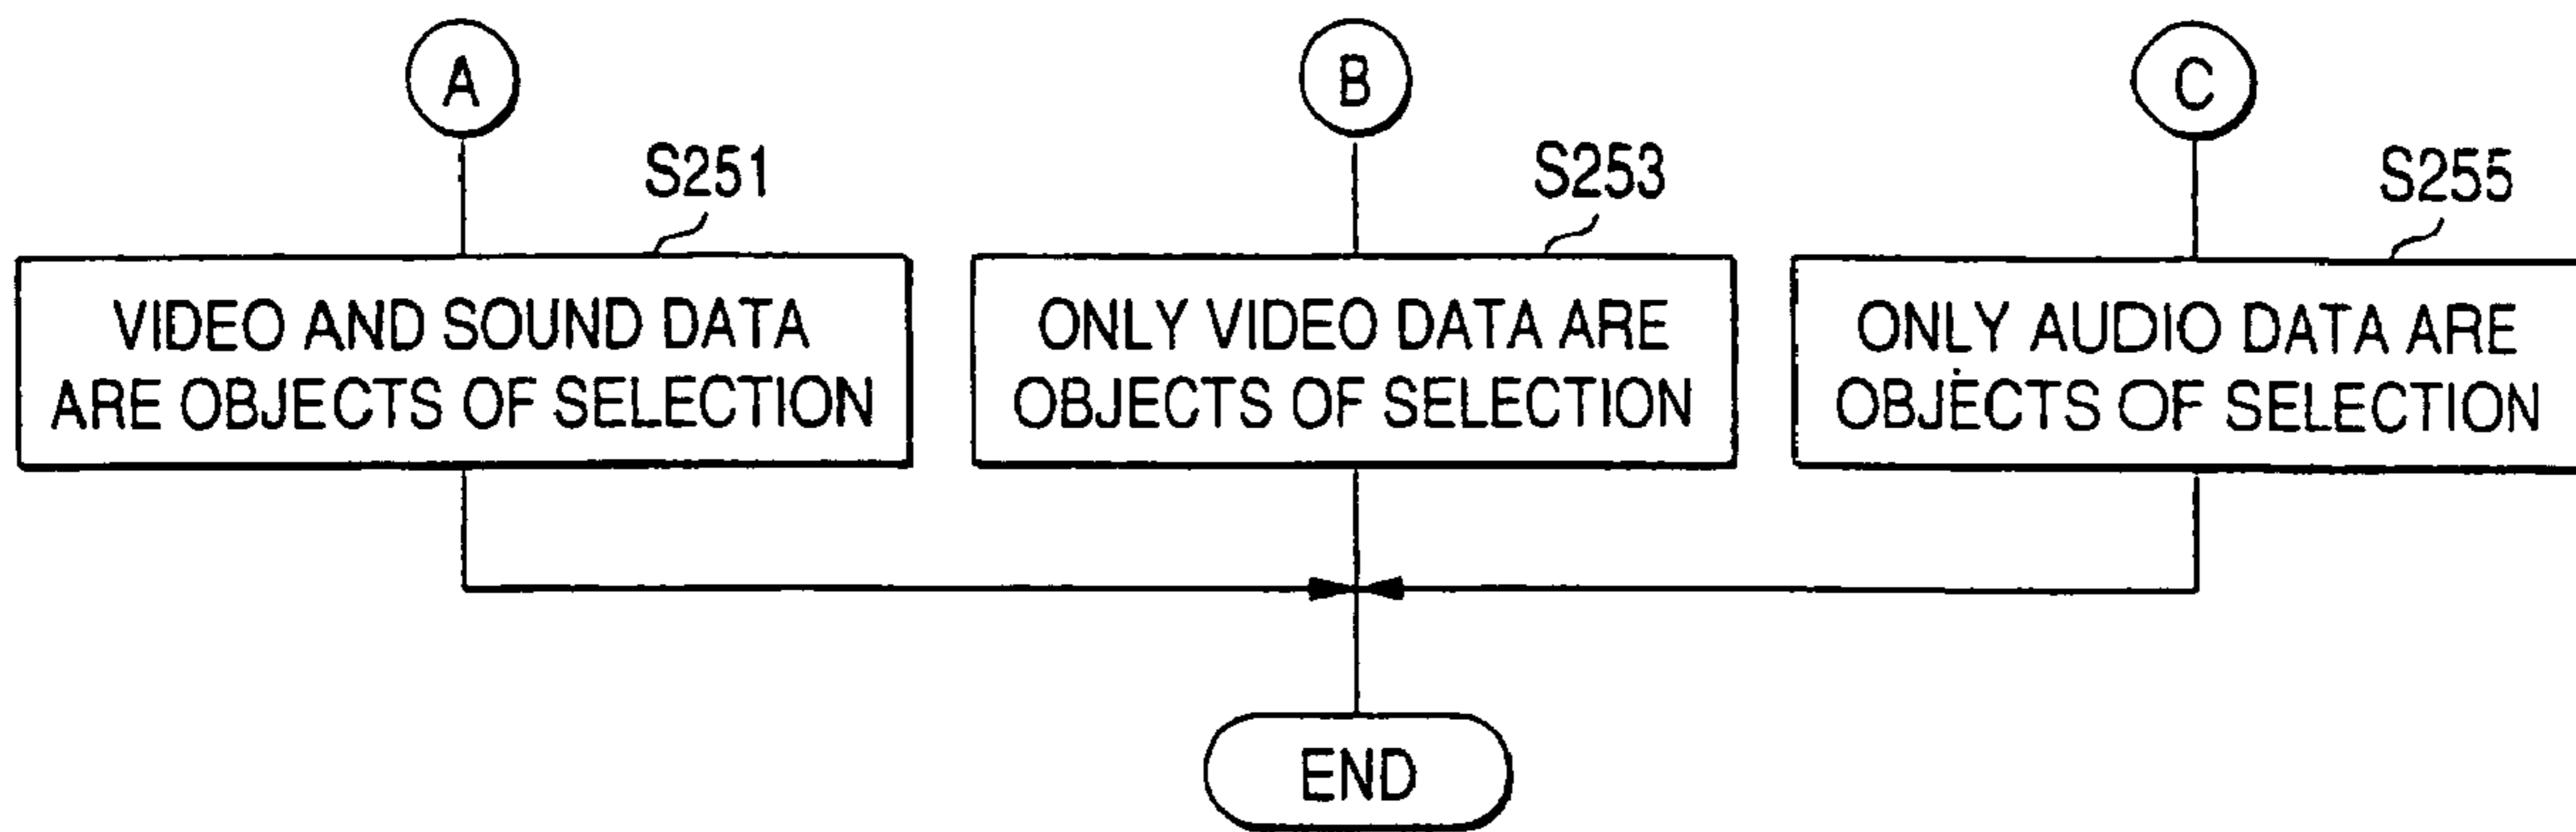 A
B
C
S251
S253
S255
VIDEO AND SOUND DATA
ARE OBJECTS OF SELECTION
ONLY VIDEO DATA ARE
OBJECTS OF SELECTION
ONLY AUDIO DATA ARE
OBJECTS OF SELECTION
END